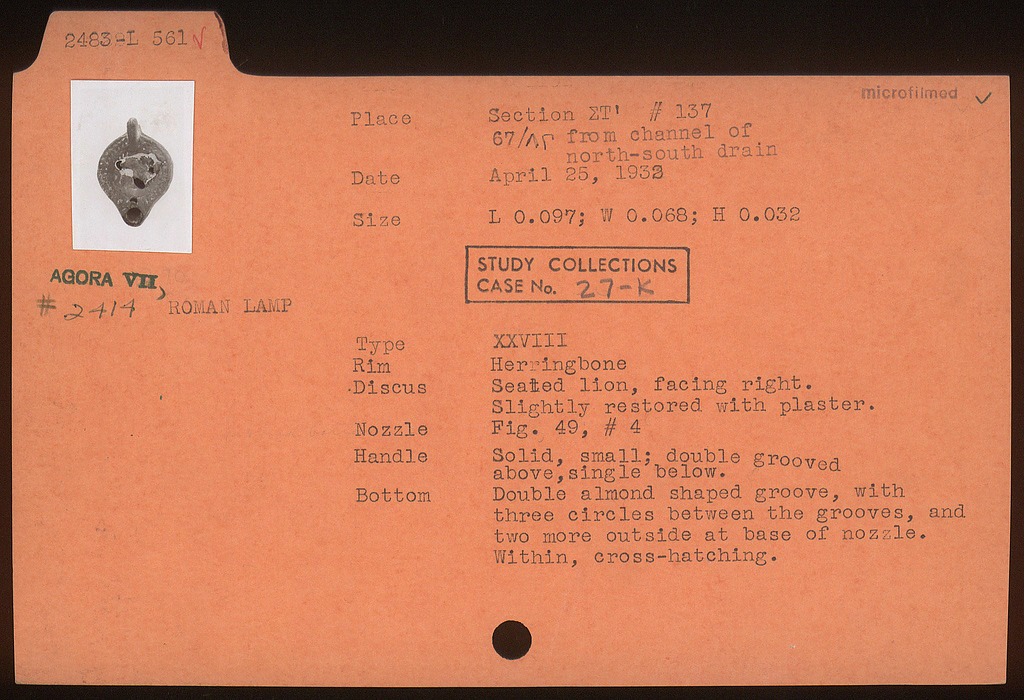 2483-L 561 √
microfilmed ✓
Place Section ΣΤ' # 137
67/ΛΓ from channel of
north-south drain
Date April 25, 1932
Size L 0.097; W 0.068; H 0.032
STUDY COLLECTIONS
CASE No. 27-K
AGORA VII,
# 2414 ROMAN LAMP
Type XXVIII
Rim Herringbone
Discus Seated lion, facing right.
Slightly restored with plaster.
Nozzle Fig. 49, # 4
Handle Solid, small; double grooved
above, single below.
Bottom Double almond shaped groove, with
three circles between the grooves, and
two more outside at base of nozzle.
Within, cross-hatching.